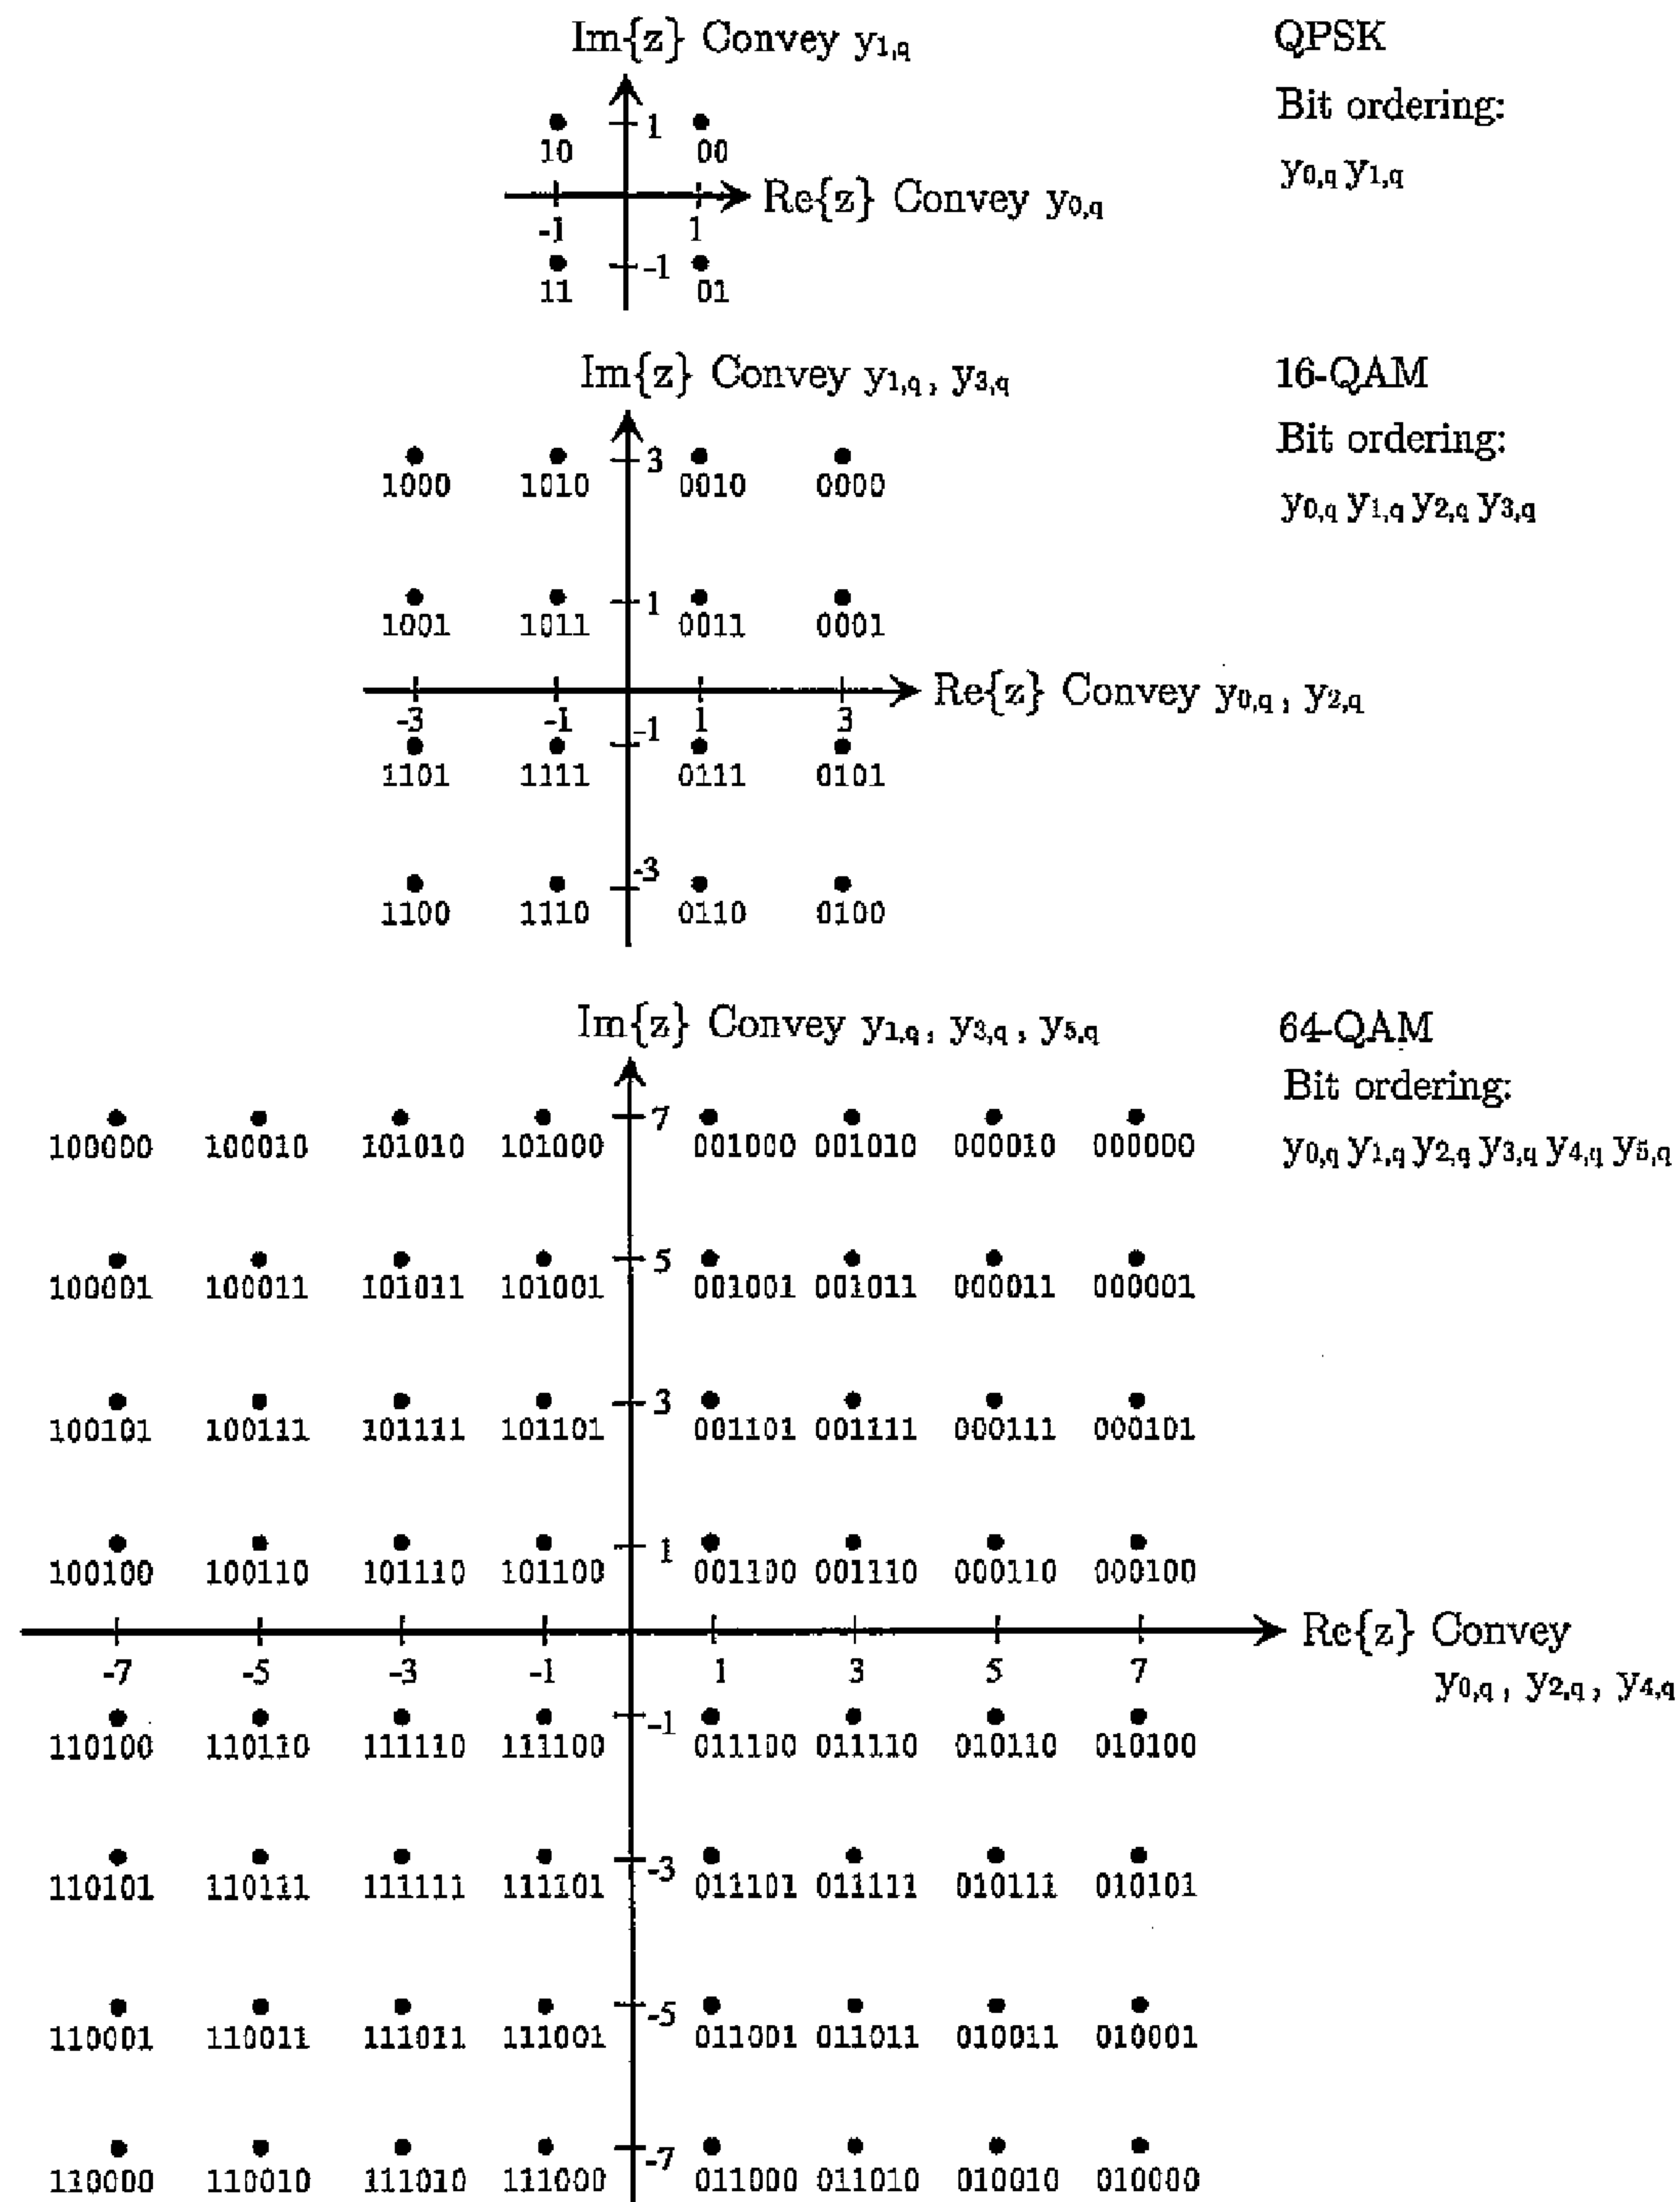 Im{z} Convey y1,q
QPSK
Bit ordering:
y0,q y1,q
10 1 00
-1 1
Re{z} Convey y0,q
11 -1 01
Im{z} Convey y1,q, y3,q
16-QAM
Bit ordering:
y0,q y1,q y2,q y3,q
3
1000 1010 0010 0000
1
1001 1011 0011 0001
Re{z} Convey y0,q, y2,q
-3 -1 -1 1 3
1101 1111 0111 0101
-3
1100 1110 0110 0100
Im{z} Convey y1,q, y3,q, y5,q
64-QAM
Bit ordering:
y0,q y1,q y2,q y3,q y4,q y5,q
7
100000 100010 101010 101000 001000 001010 000010 000000
5
100001 100011 101011 101001 001001 001011 000011 000001
3
100101 100111 101111 101101 001101 001111 000111 000101
1
100100 100110 101110 101100 001100 001110 000110 000100
Re{z} Convey
y0,q, y2,q, y4,q
-7 -5 -3 -1 1 3 5 7
-1
110100 110110 111110 111100 011100 011110 010110 010100
-3
110101 110111 111111 111101 011101 011111 010111 010101
-5
110001 110011 111011 111001 011001 011011 010011 010001
-7
110000 110010 111010 111000 011000 011010 010010 010000